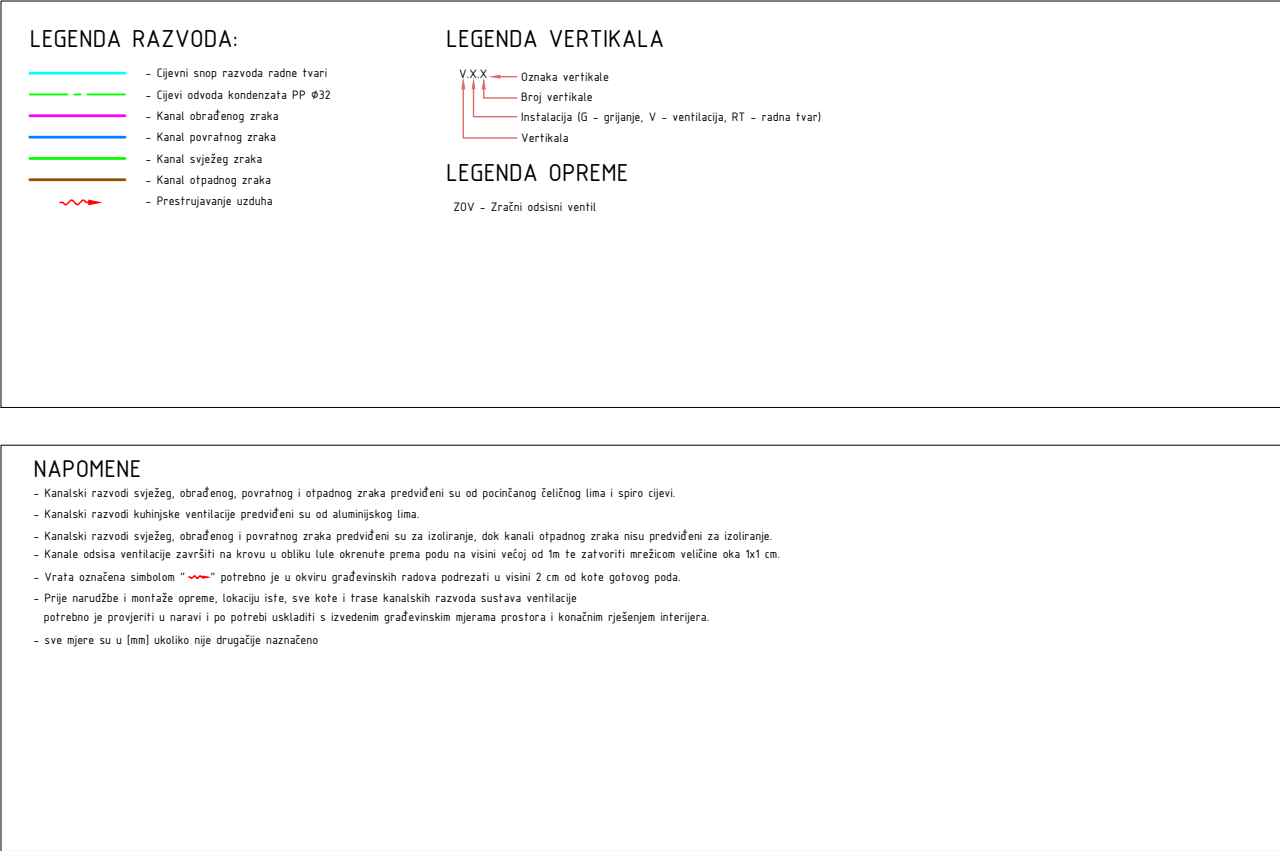 LEGENDA RAZVODA:
- Cijevni snop razvoda radne tvari
- Cijevi odvoda kondenzata PP Ø32
- Kanal obrađenog zraka
- Kanal povratnog zraka
- Kanal svježeg zraka
- Kanal otpadnog zraka
- Prestrujavanje uzduha
LEGENDA VERTIKALA
V.X.X
Oznaka vertikale
Broj vertikale
Instalacija (G - grijanje, V - ventilacija, RT - radna tvar)
Vertikala
LEGENDA OPREME
ZOV - Zračni odsisni ventil
NAPOMENE
- Kanalski razvodi svježeg, obrađenog, povratnog i otpadnog zraka predviđeni su od pocinčanog čeličnog lima i spiro cijevi.
- Kanalski razvodi kuhinjske ventilacije predviđeni su od aluminijskog lima.
- Kanalski razvodi svježeg, obrađenog i povratnog zraka predviđeni su za izoliranje, dok kanali otpadnog zraka nisu predviđeni za izoliranje.
- Kanale odsisa ventilacije završiti na krovu u obliku lule okrenute prema podu na visini većoj od 1m te zatvoriti mrežicom veličine oka 1x1 cm.
- Vrata označena simbolom " " potrebno je u okviru građevinskih radova podrezati u visini 2 cm od kote gotovog poda.
- Prije narudžbe i montaže opreme, lokaciju iste, sve kote i trase kanalskih razvoda sustava ventilacije
potrebno je provjeriti u naravi i po potrebi uskladiti s izvedenim građevinskim mjerama prostora i konačnim rješenjem interijera.
- sve mjere su u [mm] ukoliko nije drugačije naznačeno